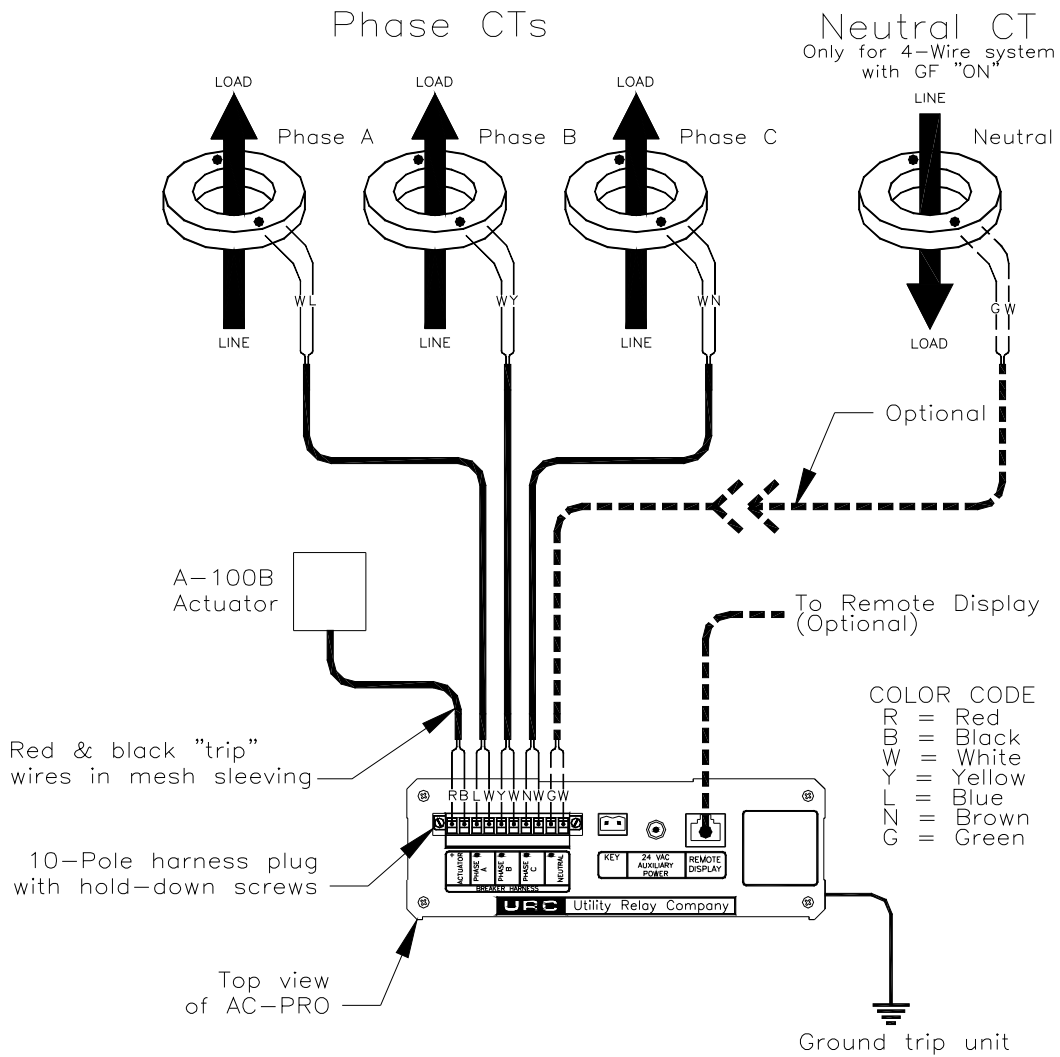 Phase CTs
Neutral CT
Only for 4-Wire system
with GF "ON"
LOAD
LOAD
LOAD
LINE
Phase A
Phase B
Phase C
Neutral
W L
W Y
W N
G W
LINE
LINE
LINE
LOAD
Optional
A-100B
Actuator
To Remote Display
(Optional)
COLOR CODE
R = Red
B = Black
W = White
Y = Yellow
L = Blue
N = Brown
G = Green
Red & black "trip"
wires in mesh sleeving
R B L W Y W N W G W
10-Pole harness plug
with hold-down screws
+
ACTUATOR
PHASE A
PHASE B
PHASE C
NEUTRAL
BREAKER HARNESS
KEY
24 VAC
AUXILIARY
POWER
REMOTE
DISPLAY
URC Utility Relay Company
Top view
of AC-PRO
Ground trip unit